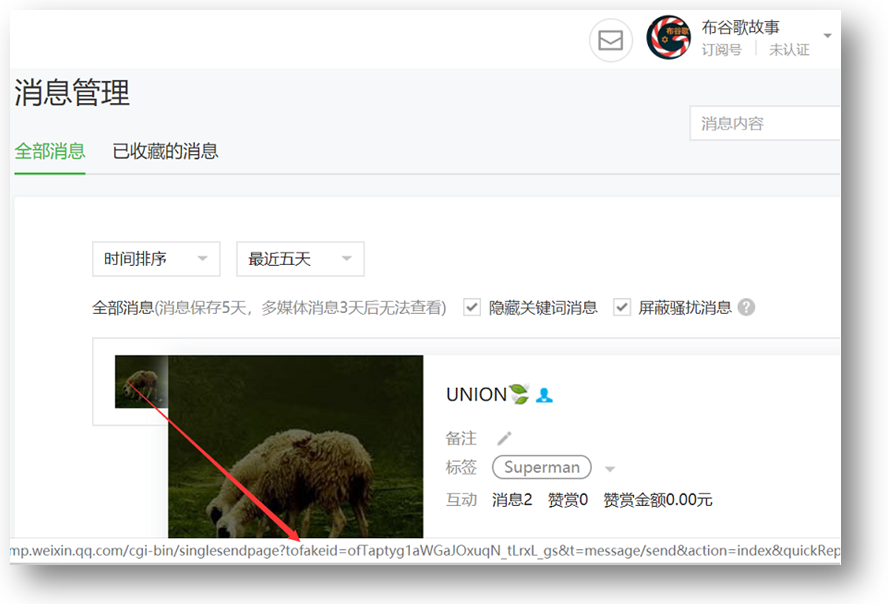 布谷歌故事
订阅号 未认证
布谷歌
消息管理
消息内容
全部消息 已收藏的消息
时间排序 最近五天
全部消息(消息保存5天，多媒体消息3天后无法查看) 隐藏关键词消息 屏蔽骚扰消息 ?
UNION
备注
标签 Superman
互动 消息2 赞赏0 赞赏金额0.00元
mp.weixin.qq.com/cgi-bin/singlesendpage?tofakeid=ofTaptyg1aWGaJOxuqN_tLrxL_gs&t=message/send&action=index&quickRep